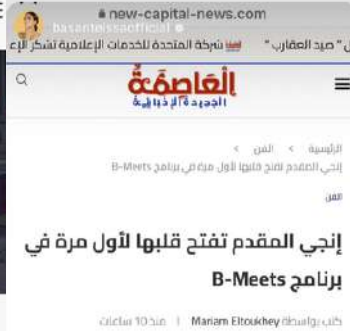 new-capital-news.com
basanteissaofficial
ل " صيد العقارب " شركة المتحدة للخدمات الإعلامية تشكر الإع
العاصمة
الجديدة الإخبارية
الرئيسية > الفن >
إنجي المقدم تفتح قلبها لأول مرة في برنامج B-Meets
الفن
إنجي المقدم تفتح قلبها لأول مرة في
برنامج B-Meets
كتب بواسطة Mariam Eltoukhey | منذ 10 ساعات